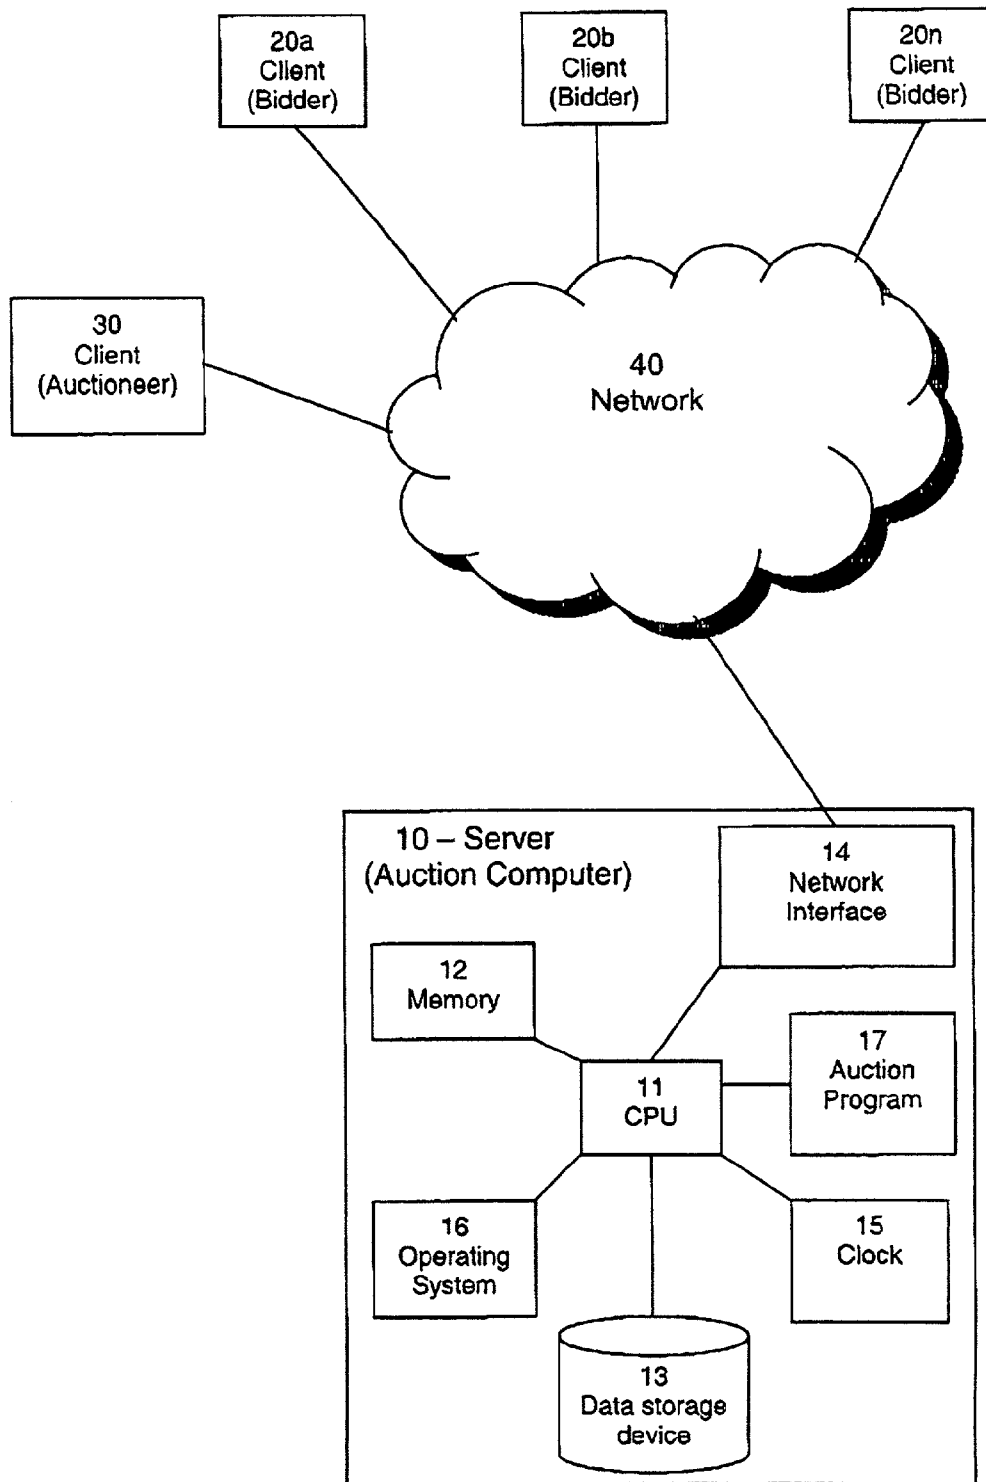 20a
Client
(Bidder)
20b
Client
(Bidder)
20n
Client
(Bidder)
30
Client
(Auctioneer)
40
Network
10 – Server
(Auction Computer)
14
Network
Interface
12
Memory
17
Auction
Program
11
CPU
16
Operating
System
15
Clock
13
Data storage
device